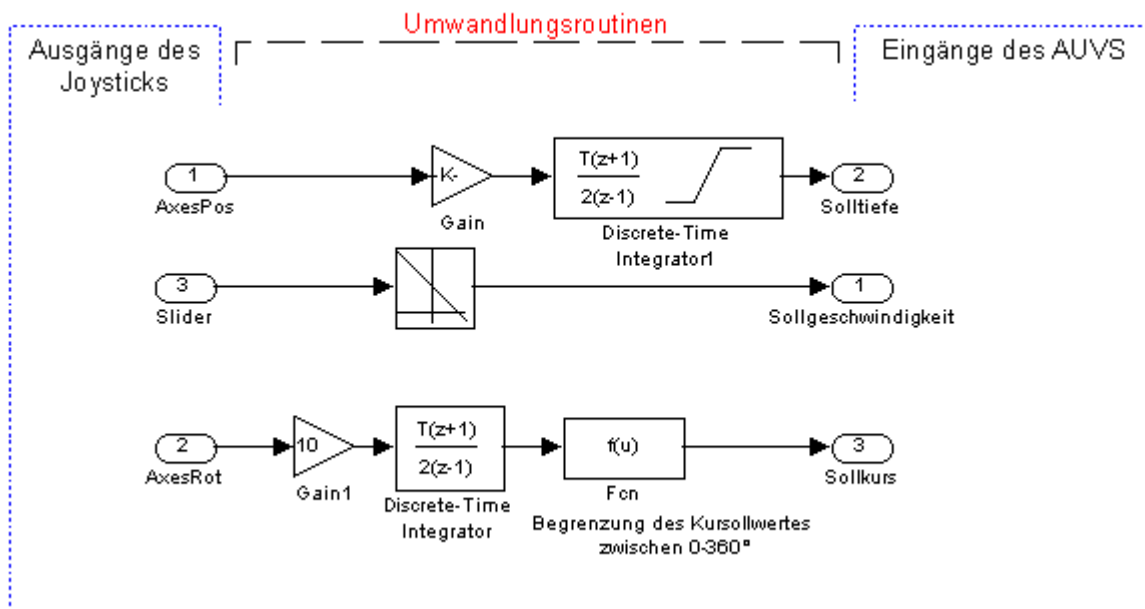 Umwandlungsroutinen
Ausgänge des
Joysticks
Eingänge des AUVS
1
AxesPos
K-
Gain
T(z+1)
2(z-1)
Discrete-Time
Integrator1
2
Solltiefe
3
Slider
1
Sollgeschwindigkeit
2
AxesRot
10
Gain1
T(z+1)
2(z-1)
Discrete-Time
Integrator
f(u)
Fcn
Begrenzung des Kursollwertes
zwischen 0-360°
3
Sollkurs